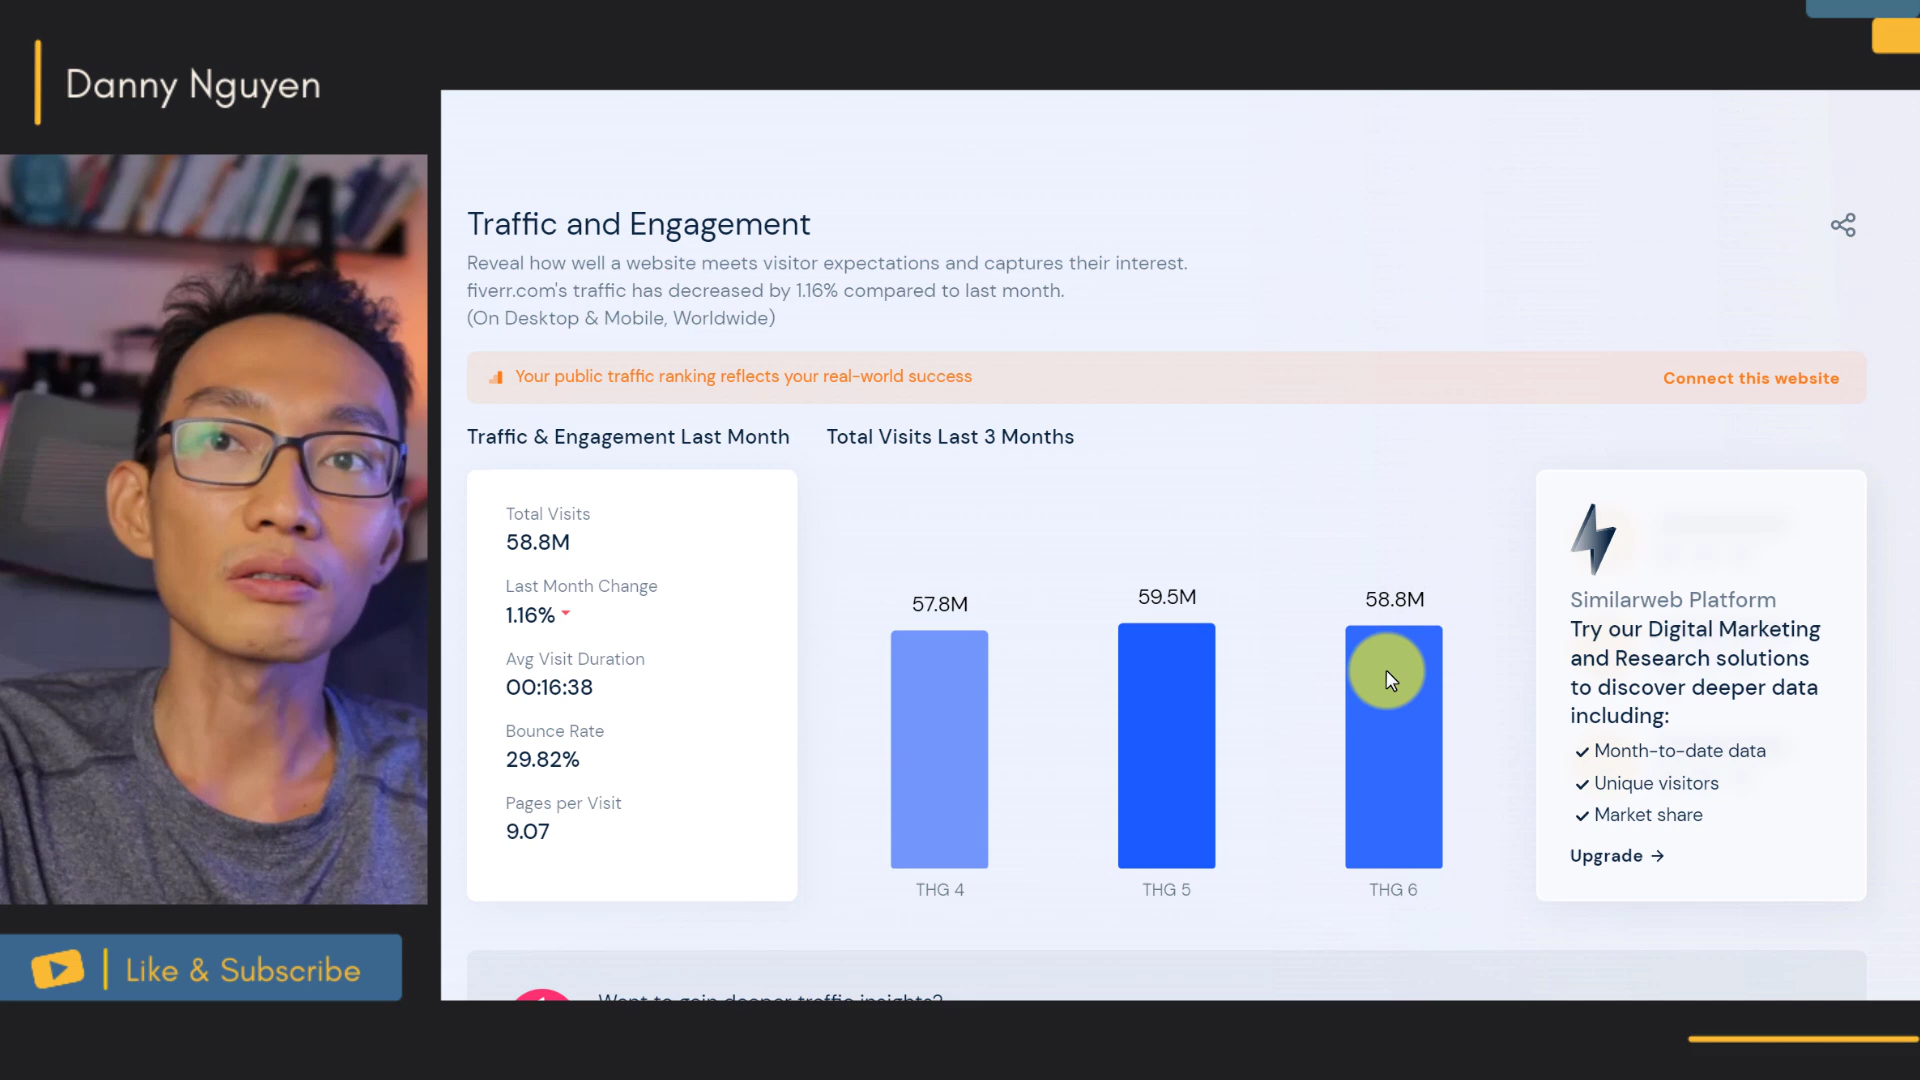 Danny Nguyen
Traffic and Engagement
Reveal how well a website meets visitor expectations and captures their interest.
fiverr.com's traffic has decreased by 1.16% compared to last month.
(On Desktop & Mobile, Worldwide)
Your public traffic ranking reflects your real-world success
Connect this website
Traffic & Engagement Last Month
Total Visits
58.8M
Last Month Change
1.16%
Avg Visit Duration
00:16:38
Bounce Rate
29.82%
Pages per Visit
9.07
Total Visits Last 3 Months
57.8M
59.5M
58.8M
THG 4
THG 5
THG 6
Similarweb Platform
Try our Digital Marketing
and Research solutions
to discover deeper data
including:
Month-to-date data
Unique visitors
Market share
Upgrade →
Want to gain deeper traffic insights?
Like & Subscribe